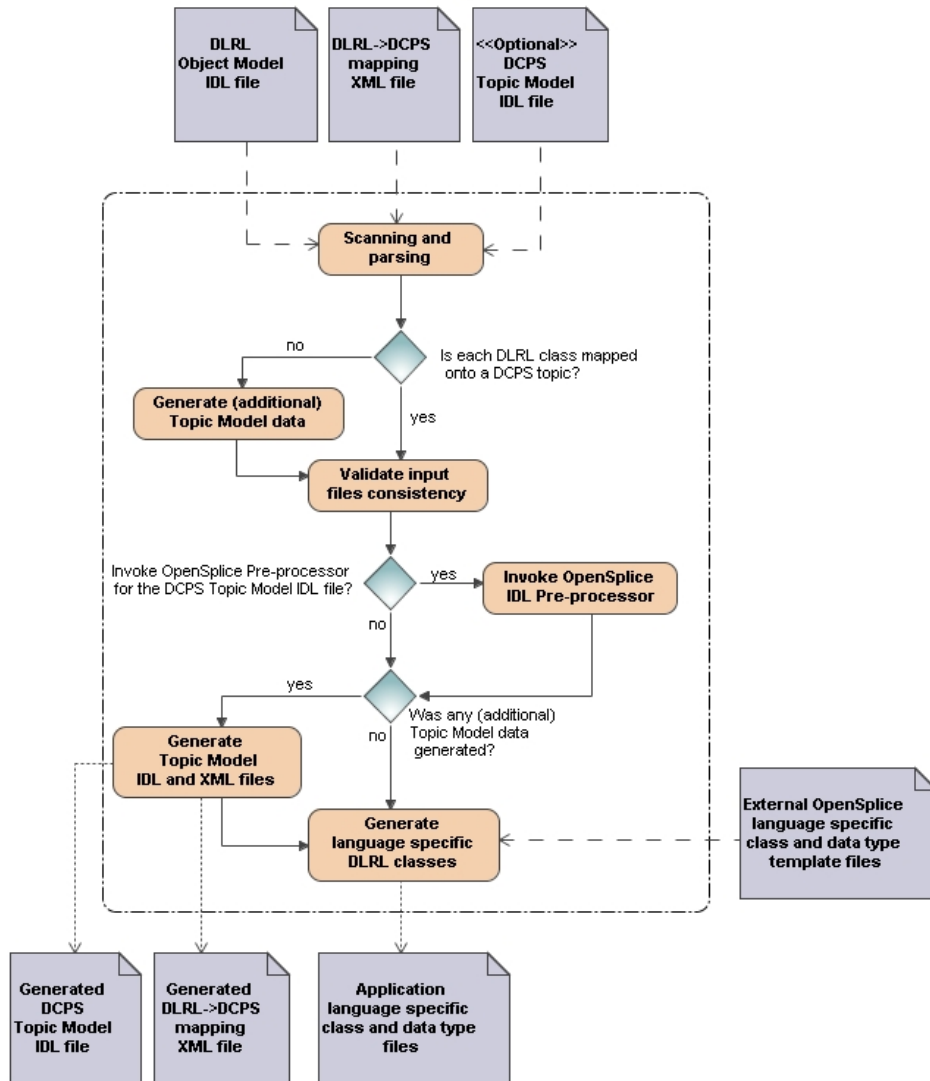 DLRL
Object Model
IDL file
DLRL->DCPS
mapping
XML file
<<Optional>>
DCPS
Topic Model
IDL file
Scanning and
parsing
no
Is each DLRL class mapped
onto a DCPS topic?
Generate (additional)
Topic Model data
yes
Validate input
files consistency
Invoke OpenSplice Pre-processor
for the DCPS Topic Model IDL file?
yes
Invoke OpenSplice
IDL Pre-processor
no
yes
Was any (additional)
Topic Model data
generated?
no
Generate
Topic Model
IDL and XML files
Generate
language specific
DLRL classes
External OpenSplice
language specific
class and data type
template files
Generated
DCPS
Topic Model
IDL file
Generated
DLRL->DCPS
mapping
XML file
Application
language specific
class and data type
files